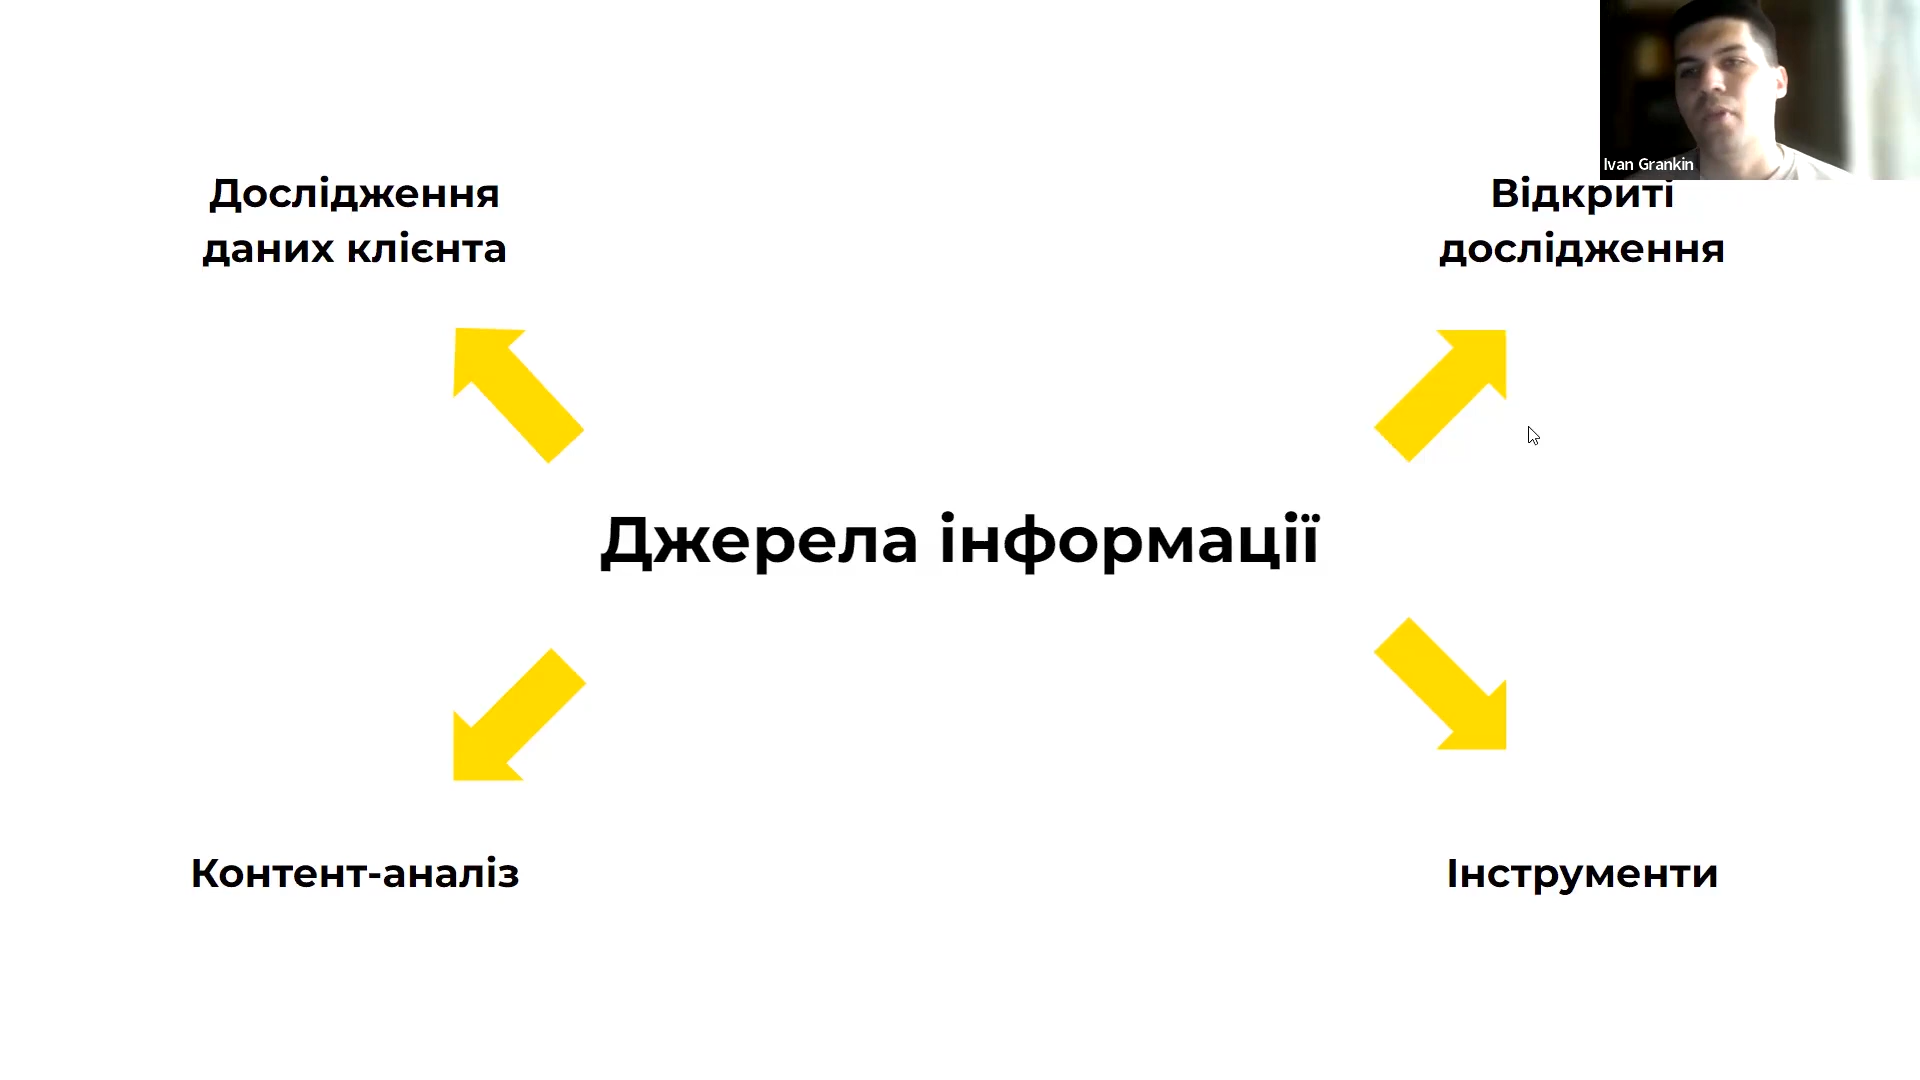 Ivan Grankin
Дослідження
даних клієнта
Відкриті
дослідження
Джерела інформації
Контент-аналіз
Інструменти